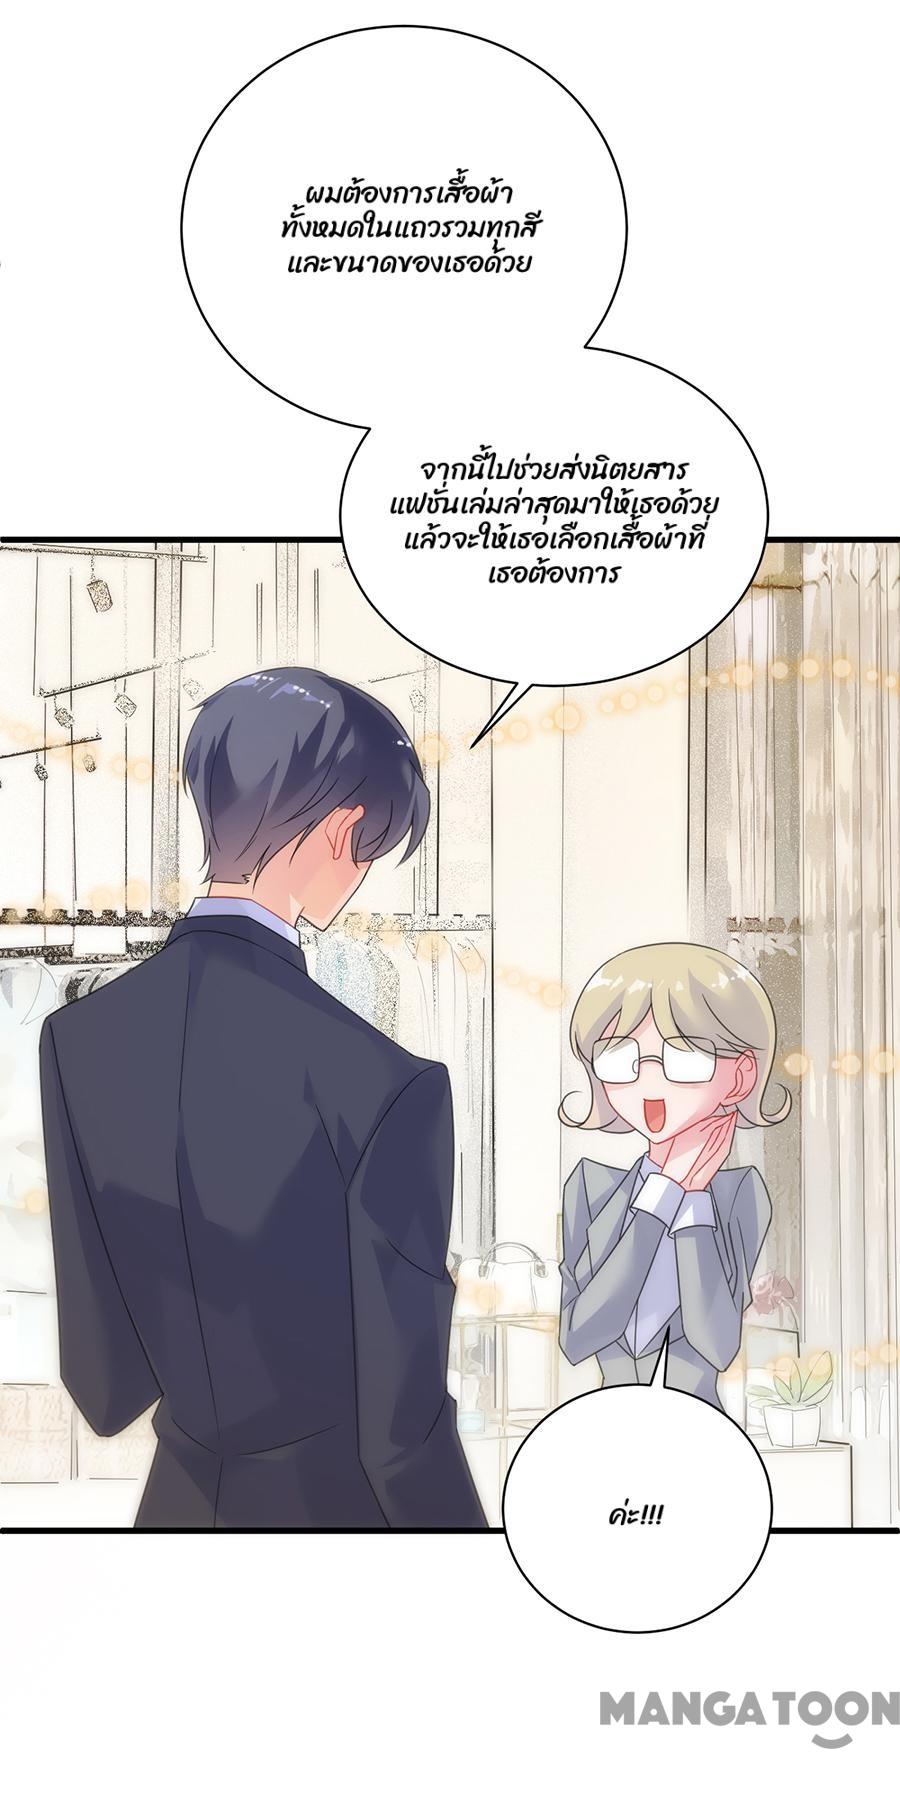 ผมต้องการเสื้อผ้า
ทั้งหมดในแถวรวมทุกสี
และขนาดของเธอด้วย
จากนี้ไปช่วยส่งนิตยสาร
แฟชั่นเล่มล่าสุดมาให้เธอด้วย
แล้วจะให้เธอเลือกเสื้อผ้าที่
เธอต้องการ
ค่ะ!!!
MANGATOON